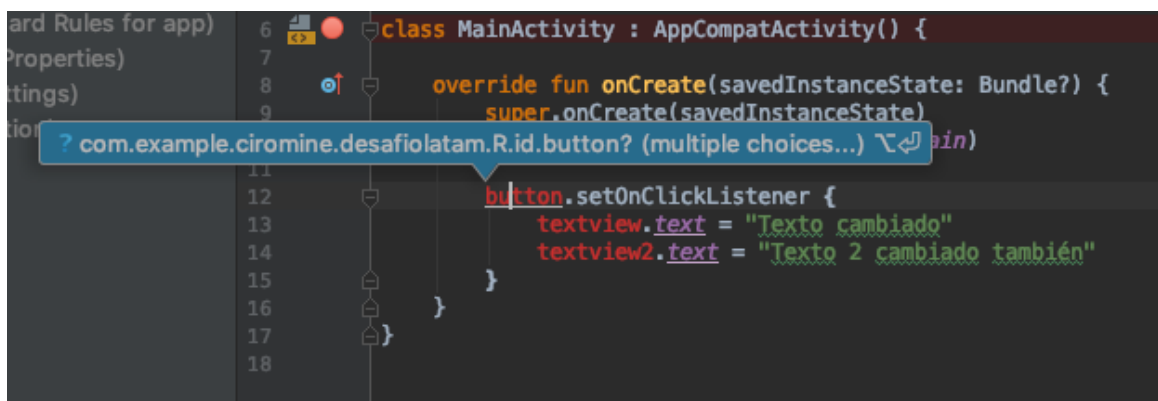 ard Rules for app)
Properties)
ttings)
tion
6 class MainActivity : AppCompatActivity() {
7
8 override fun onCreate(savedInstanceState: Bundle?) {
9 super.onCreate(savedInstanceState)
? com.example.ciromine.desafiolatam.R.id.button? (multiple choices...) ⌥⏎ ain)
11
12 button.setOnClickListener {
13 textview.text = "Texto cambiado"
14 textview2.text = "Texto 2 cambiado también"
15 }
16 }
17 }
18